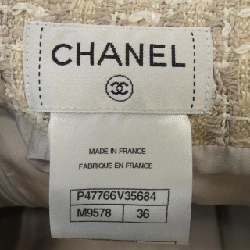 CHANEL
MADE IN FRANCE
FABRIQUE EN FRANCE
P47766V35684
M9578 36